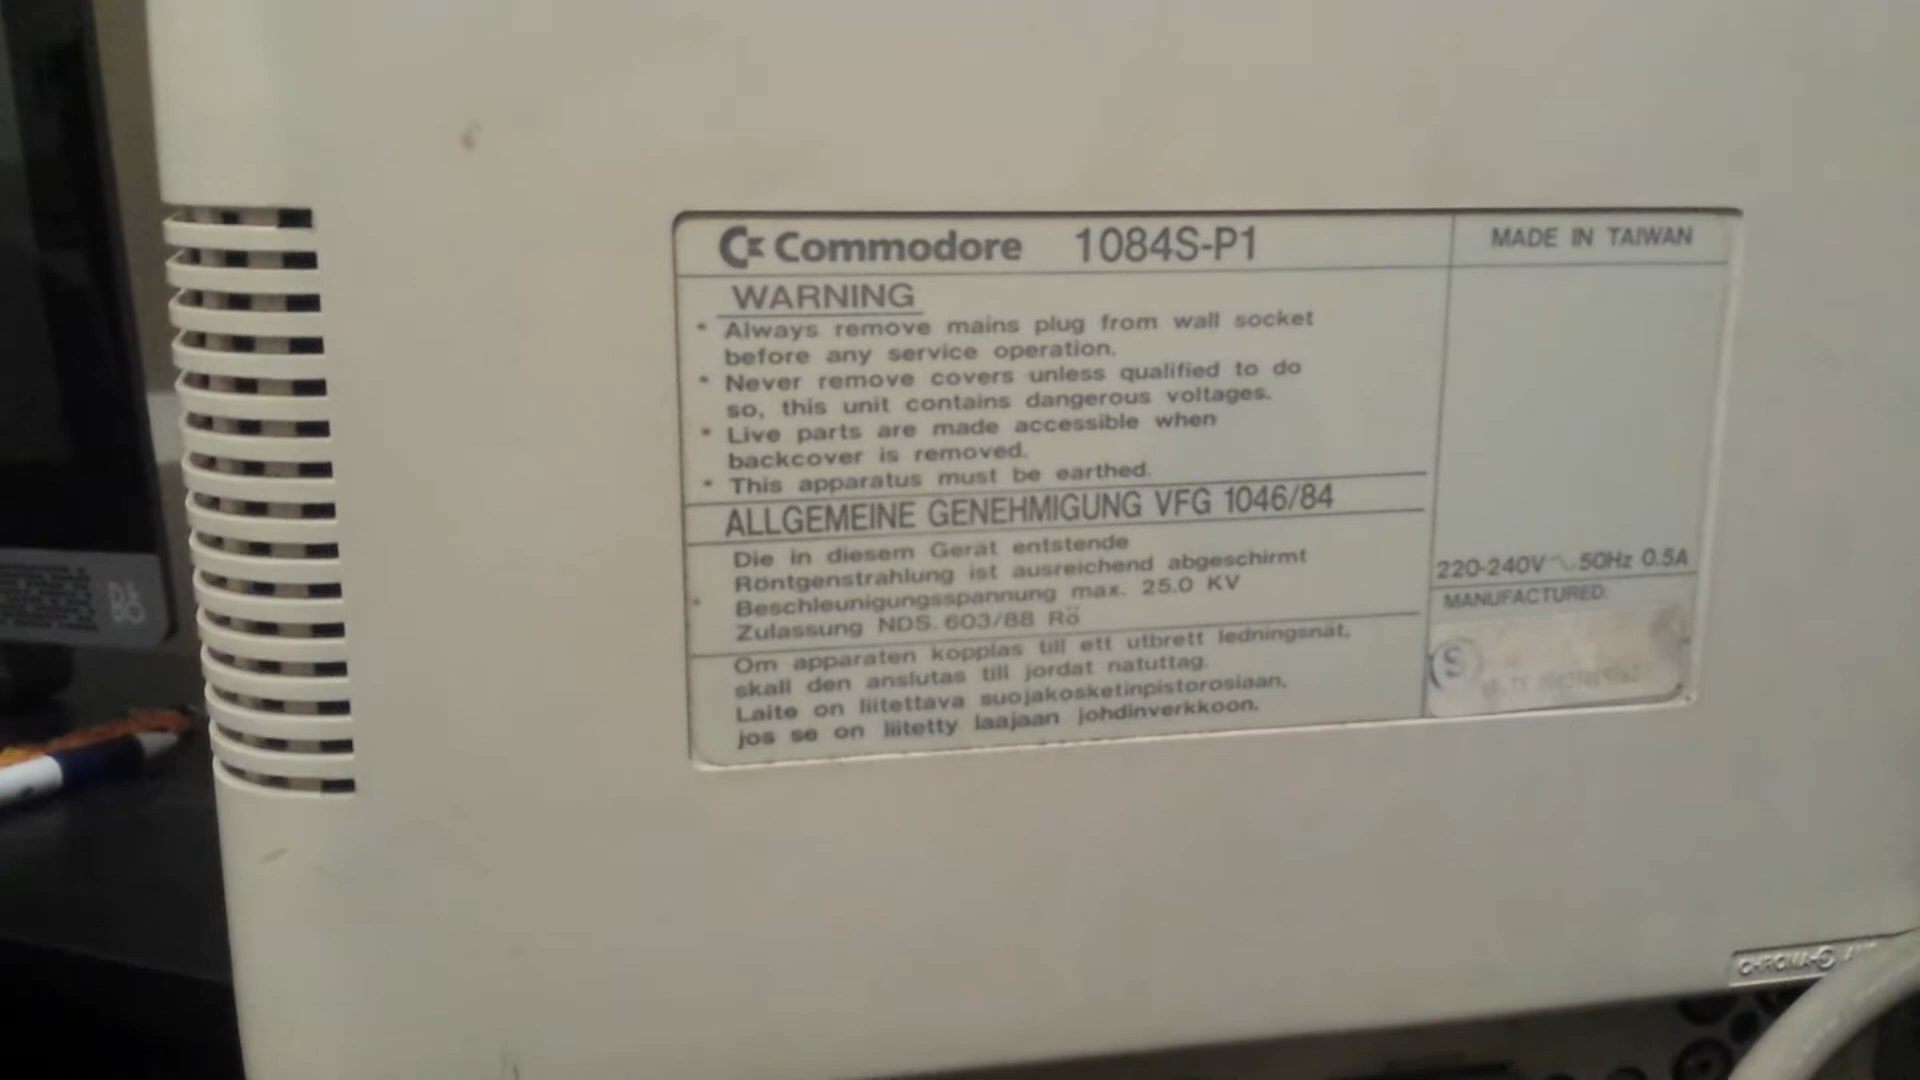 Commodore 1084S-P1
MADE IN TAIWAN
WARNING
* Always remove mains plug from wall socket
before any service operation.
* Never remove covers unless qualified to do
so, this unit contains dangerous voltages.
* Live parts are made accessible when
backcover is removed.
* This apparatus must be earthed.
ALLGEMEINE GENEHMIGUNG VFG 1046/84
Die in diesem Gerät entstende
Röntgenstrahlung ist ausreichend abgeschirmt
Beschleunigungsspannung max. 25.0 KV
Zulassung NDS. 603/88 Rö
Om apparaten kopplas till ett utbrett ledningsnät,
skall den anslutas till jordat natuttag.
Laite on liitettava suojakosketinpistorosiaan,
jos se on liitetty laajaan johdinverkkoon.
220-240V ~ 50Hz 0.5A
MANUFACTURED.
S
CHROMA